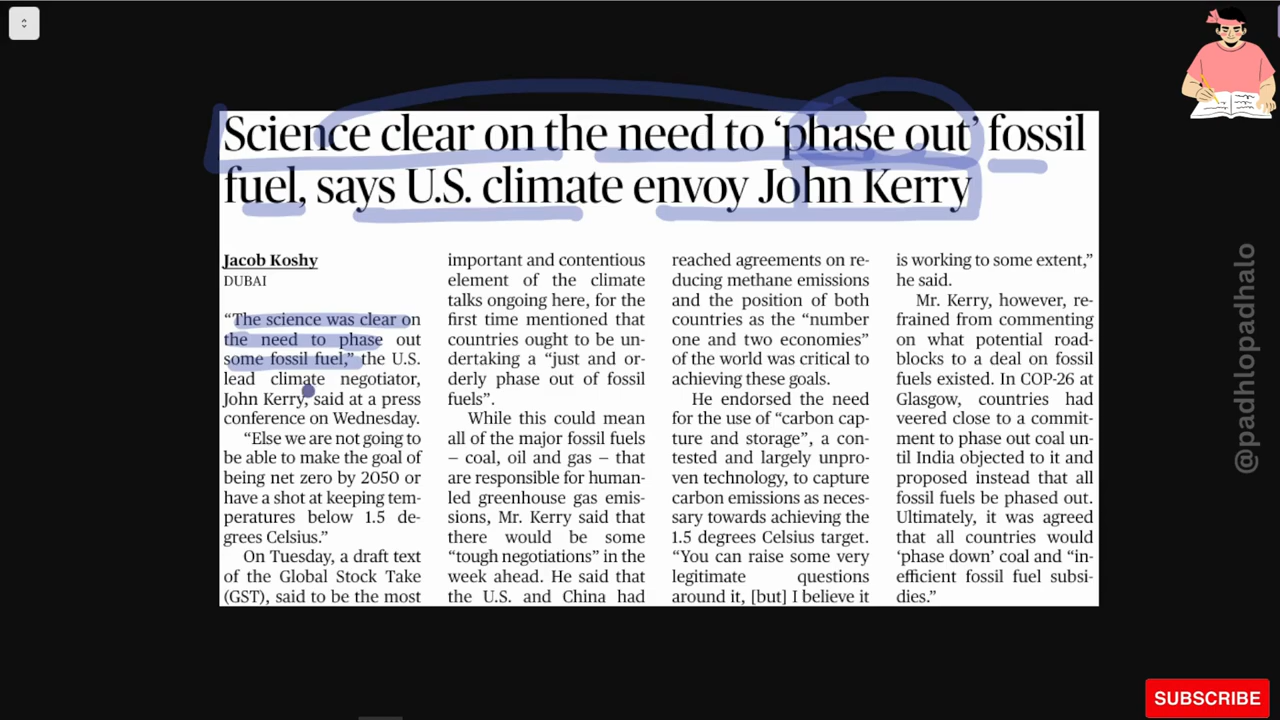 Science clear on the need to ‘phase out’ fossil
fuel, says U.S. climate envoy John Kerry
Jacob Koshy
DUBAI
“The science was clear on
the need to phase out
some fossil fuel,” the U.S.
lead climate negotiator,
John Kerry, said at a press
conference on Wednesday.
“Else we are not going to
be able to make the goal of
being net zero by 2050 or
have a shot at keeping tem-
peratures below 1.5 de-
grees Celsius.”
On Tuesday, a draft text
of the Global Stock Take
(GST), said to be the most
important and contentious
element of the climate
talks ongoing here, for the
first time mentioned that
countries ought to be un-
dertaking a “just and or-
derly phase out of fossil
fuels”.
While this could mean
all of the major fossil fuels
– coal, oil and gas – that
are responsible for human-
led greenhouse gas emis-
sions, Mr. Kerry said that
there would be some
“tough negotiations” in the
week ahead. He said that
the U.S. and China had
reached agreements on re-
ducing methane emissions
and the position of both
countries as the “number
one and two economies”
of the world was critical to
achieving these goals.
He endorsed the need
for the use of “carbon cap-
ture and storage”, a con-
tested and largely unpro-
ven technology, to capture
carbon emissions as neces-
sary towards achieving the
1.5 degrees Celsius target.
“You can raise some very
legitimate questions
around it, [but] I believe it
is working to some extent,”
he said.
Mr. Kerry, however, re-
frained from commenting
on what potential road-
blocks to a deal on fossil
fuels existed. In COP-26 at
Glasgow, countries had
veered close to a commit-
ment to phase out coal un-
til India objected to it and
proposed instead that all
fossil fuels be phased out.
Ultimately, it was agreed
that all countries would
‘phase down’ coal and “in-
efficient fossil fuel subsi-
dies.”
@padhlopadhalo
SUBSCRIBE